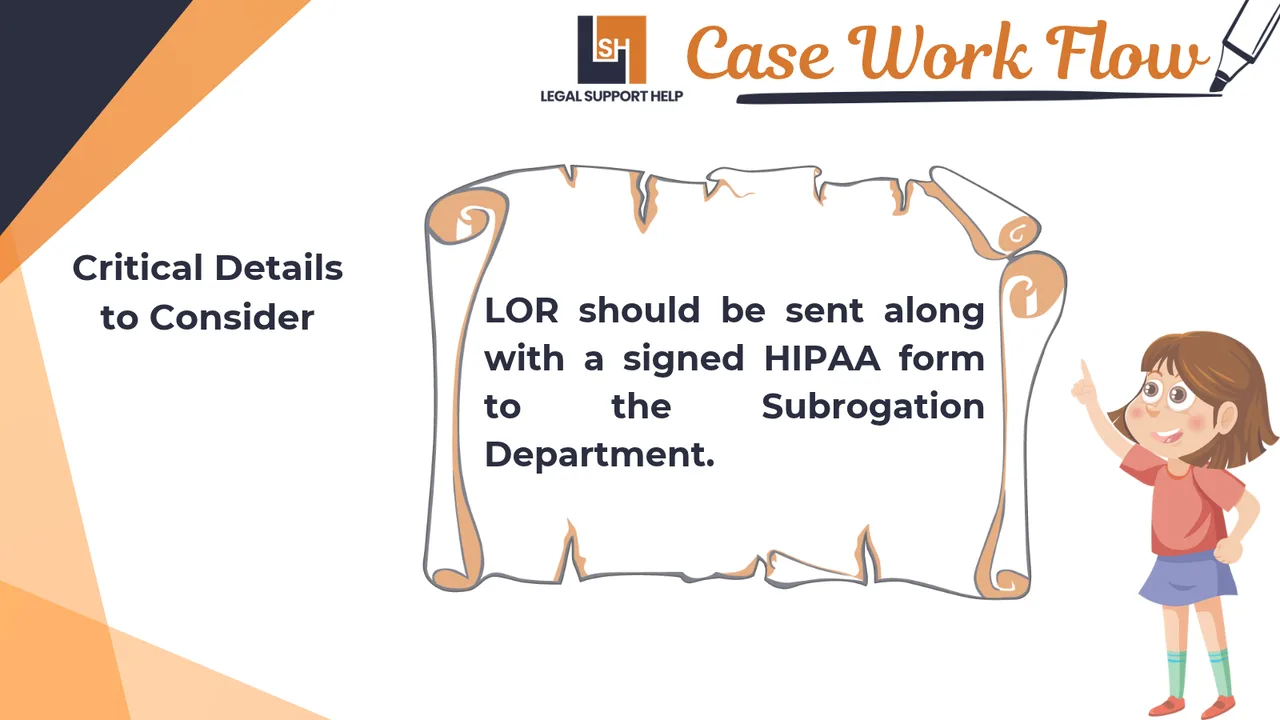 LSH
LEGAL SUPPORT HELP
Case Work Flow
Critical Details
to Consider
LOR should be sent along
with a signed HIPAA form
to the Subrogation
Department.